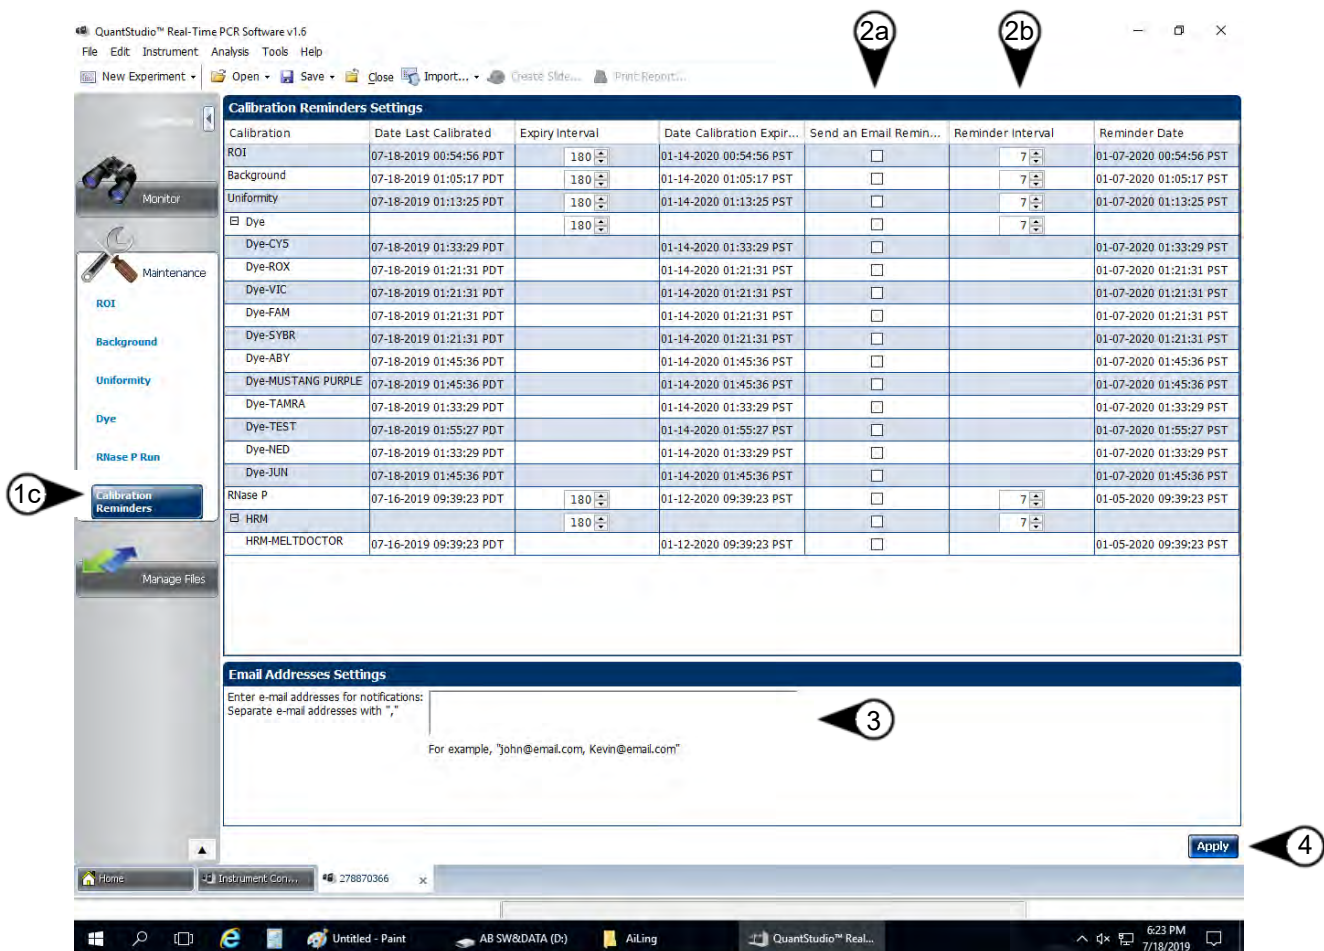 2a
2b
QuantStudio™ Real-Time PCR Software v1.6
File Edit Instrument Analysis Tools Help
New Experiment Open Save Close Import... Create Slide... Print Report...
Calibration Reminders Settings
Calibration Date Last Calibrated Expiry Interval Date Calibration Expir... Send an Email Remin... Reminder Interval Reminder Date
ROI 07-18-2019 00:54:56 PDT 180 01-14-2020 00:54:56 PST 7 01-07-2020 00:54:56 PST
Background 07-18-2019 01:05:17 PDT 180 01-14-2020 01:05:17 PST 7 01-07-2020 01:05:17 PST
Uniformity 07-18-2019 01:13:25 PDT 180 01-14-2020 01:13:25 PST 7 01-07-2020 01:13:25 PST
Dye 180 7
Dye-CY5 07-18-2019 01:33:29 PDT 01-14-2020 01:33:29 PST 01-07-2020 01:33:29 PST
Dye-ROX 07-18-2019 01:21:31 PDT 01-14-2020 01:21:31 PST 01-07-2020 01:21:31 PST
Dye-VIC 07-18-2019 01:21:31 PDT 01-14-2020 01:21:31 PST 01-07-2020 01:21:31 PST
Dye-FAM 07-18-2019 01:21:31 PDT 01-14-2020 01:21:31 PST 01-07-2020 01:21:31 PST
Dye-SYBR 07-18-2019 01:21:31 PDT 01-14-2020 01:21:31 PST 01-07-2020 01:21:31 PST
Dye-ABY 07-18-2019 01:45:36 PDT 01-14-2020 01:45:36 PST 01-07-2020 01:45:36 PST
Dye-MUSTANG PURPLE 07-18-2019 01:45:36 PDT 01-14-2020 01:45:36 PST 01-07-2020 01:45:36 PST
Dye-TAMRA 07-18-2019 01:33:29 PDT 01-14-2020 01:33:29 PST 01-07-2020 01:33:29 PST
Dye-TEST 07-18-2019 01:55:27 PDT 01-14-2020 01:55:27 PST 01-07-2020 01:55:27 PST
Dye-NED 07-18-2019 01:33:29 PDT 01-14-2020 01:33:29 PST 01-07-2020 01:33:29 PST
Dye-JUN 07-18-2019 01:45:36 PDT 01-14-2020 01:45:36 PST 01-07-2020 01:45:36 PST
RNase P 07-16-2019 09:39:23 PDT 180 01-12-2020 09:39:23 PST 7 01-05-2020 09:39:23 PST
HRM 180 7
HRM-MELTDOCTOR 07-16-2019 09:39:23 PDT 01-12-2020 09:39:23 PST 01-05-2020 09:39:23 PST
Monitor
Maintenance
ROI
Background
Uniformity
Dye
RNase P Run
1c
Calibration
Reminders
Manage Files
Email Addresses Settings
Enter e-mail addresses for notifications:
Separate e-mail addresses with ","
3
For example, "john@email.com, Kevin@email.com"
Apply
4
Home Instrument Con... 278870366 x
Untitled - Paint AB SW&DATA (D:) AiLing QuantStudio™ Real... 6:23 PM
7/18/2019